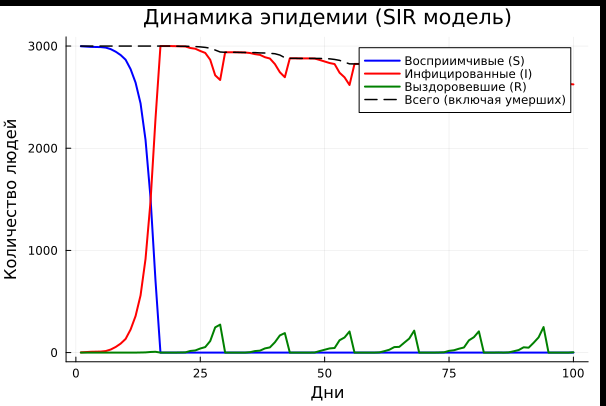 Динамика эпидемии (SIR модель)
3000
2000
1000
0
Количество людей
Восприимчивые (S)
Инфицированные (I)
Выздоровевшие (R)
Всего (включая умерших)
0 25 50 75 100
Дни